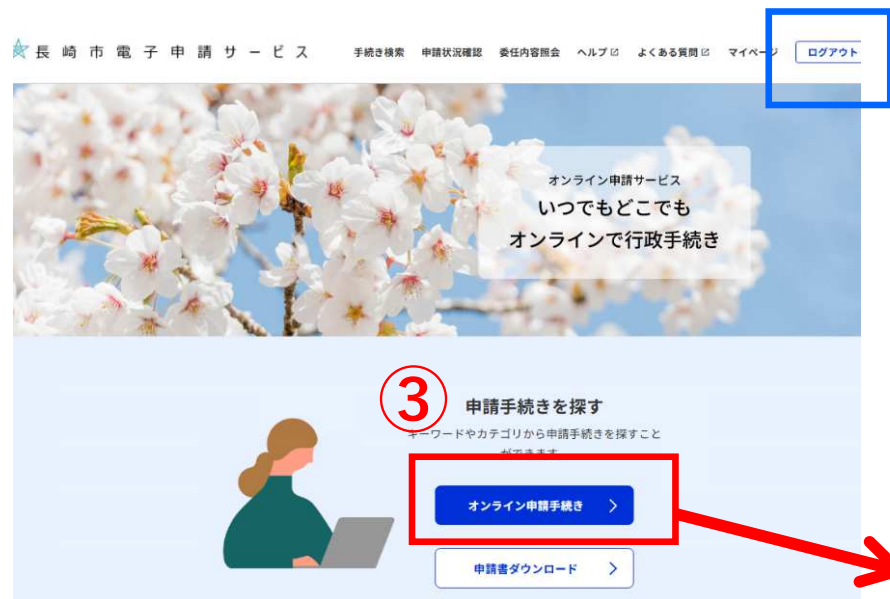 長崎市電子申請サービス
手続き検索 申請状況確認 委任内容照会 ヘルプ よくある質問 マイページ ログアウト
オンライン申請サービス
いつでもどこでも
オンラインで行政手続き
③
申請手続きを探す
キーワードやカテゴリから申請手続きを探すこと
ができます
オンライン申請手続き
申請書ダウンロード